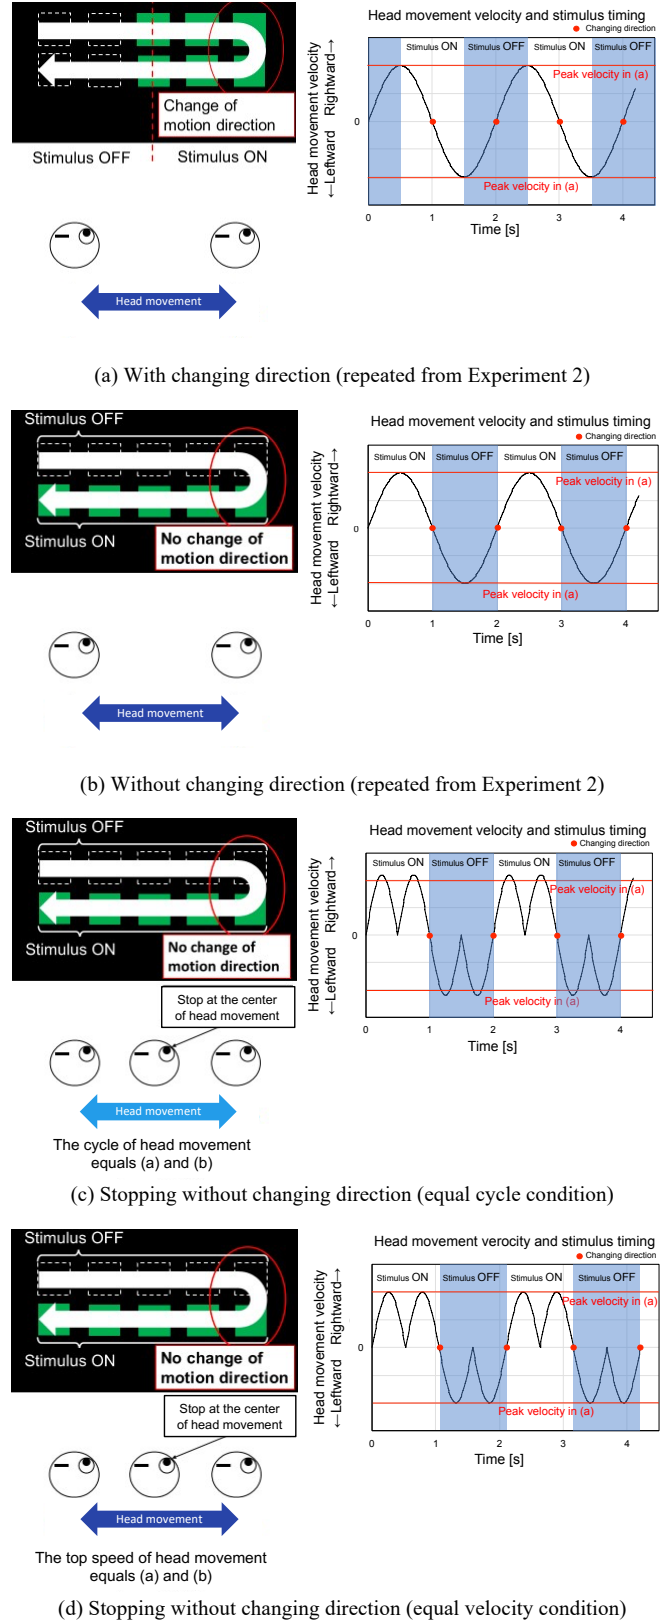 Change of
motion direction
Stimulus OFF
Stimulus ON
Head movement
Head movement velocity and stimulus timing
Changing direction
Stimulus ON
Stimulus OFF
Stimulus ON
Stimulus OFF
Peak velocity in (a)
Peak velocity in (a)
Head movement velocity
←Leftward Rightward→
0
0
1
2
3
4
Time [s]
(a) With changing direction (repeated from Experiment 2)
Stimulus OFF
Stimulus ON
No change of
motion direction
Head movement
Head movement velocity and stimulus timing
Changing direction
Stimulus ON
Stimulus OFF
Stimulus ON
Stimulus OFF
Peak velocity in (a)
Peak velocity in (a)
Head movement velocity
←Leftward Rightward→
0
0
1
2
3
4
Time [s]
(b) Without changing direction (repeated from Experiment 2)
Stimulus OFF
Stimulus ON
No change of
motion direction
Stop at the center
of head movement
Head movement
The cycle of head movement
equals (a) and (b)
Head movement velocity and stimulus timing
Changing direction
Stimulus ON
Stimulus OFF
Stimulus ON
Stimulus OFF
Peak velocity in (a)
Peak velocity in (a)
Head movement velocity
←Leftward Rightward→
0
0
1
2
3
4
Time [s]
(c) Stopping without changing direction (equal cycle condition)
Stimulus OFF
Stimulus ON
No change of
motion direction
Stop at the center
of head movement
Head movement
The top speed of head movement
equals (a) and (b)
Head movement verocity and stimulus timing
Changing direction
Stimulus ON
Stimulus OFF
Stimulus ON
Stimulus OFF
Peak velocity in (a)
Peak velocity in (a)
Head movement velocity
←Leftward Rightward→
0
0
1
2
3
4
Time [s]
(d) Stopping without changing direction (equal velocity condition)